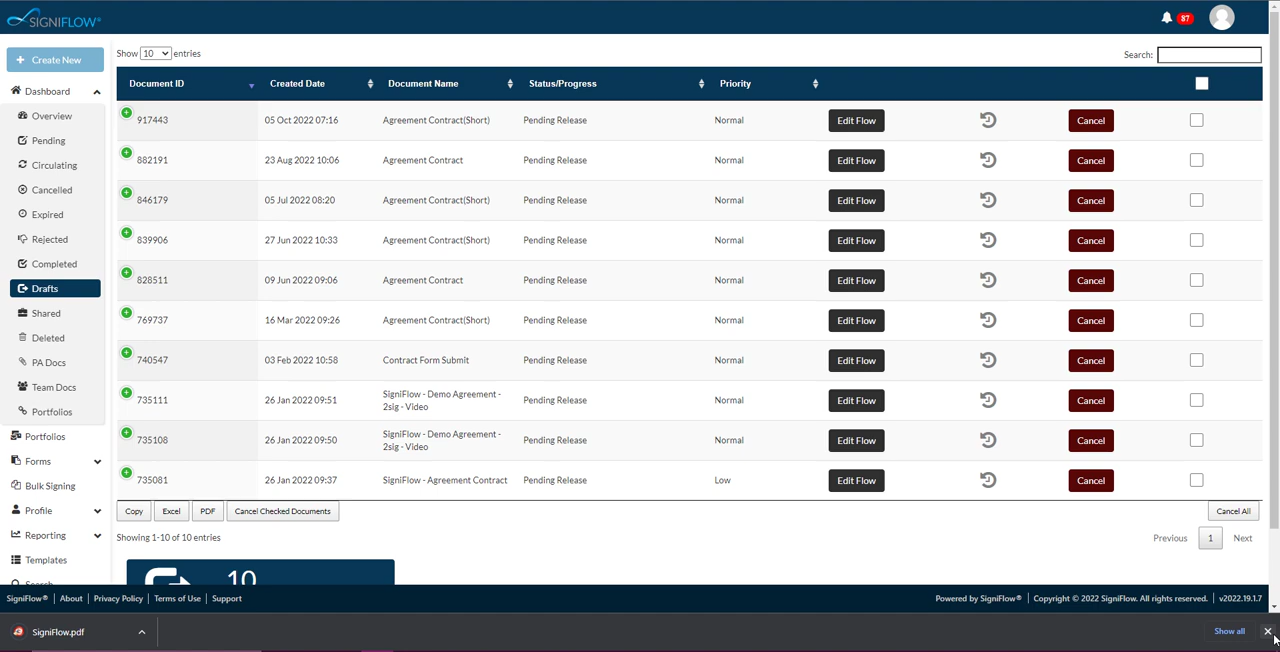 SIGNIFLOW®
87
+ Create New
Show 10 entries
Search:
Dashboard
Overview
Pending
Circulating
Cancelled
Expired
Rejected
Completed
Drafts
Shared
Deleted
PA Docs
Team Docs
Portfolios
Portfolios
Forms
Bulk Signing
Profile
Reporting
Templates
Search
Document ID Created Date Document Name Status/Progress Priority
917443 05 Oct 2022 07:16 Agreement Contract(Short) Pending Release Normal Edit Flow Cancel
882191 23 Aug 2022 10:06 Agreement Contract Pending Release Normal Edit Flow Cancel
846179 05 Jul 2022 08:20 Agreement Contract(Short) Pending Release Normal Edit Flow Cancel
839906 27 Jun 2022 10:33 Agreement Contract(Short) Pending Release Normal Edit Flow Cancel
828511 09 Jun 2022 09:06 Agreement Contract Pending Release Normal Edit Flow Cancel
769737 16 Mar 2022 09:26 Agreement Contract(Short) Pending Release Normal Edit Flow Cancel
740547 03 Feb 2022 10:58 Contract Form Submit Pending Release Normal Edit Flow Cancel
735111 26 Jan 2022 09:51 SigniFlow - Demo Agreement -
2sig - Video Pending Release Normal Edit Flow Cancel
735108 26 Jan 2022 09:50 SigniFlow - Demo Agreement -
2sig - Video Pending Release Normal Edit Flow Cancel
735081 26 Jan 2022 09:37 SigniFlow - Agreement Contract Pending Release Low Edit Flow Cancel
Copy Excel PDF Cancel Checked Documents Cancel All
Showing 1-10 of 10 entries Previous 1 Next
10
SigniFlow® | About | Privacy Policy | Terms of Use | Support Powered by SigniFlow® | Copyright © 2022 SigniFlow. All rights reserved. | v2022.19.1.7
SigniFlow.pdf Show all